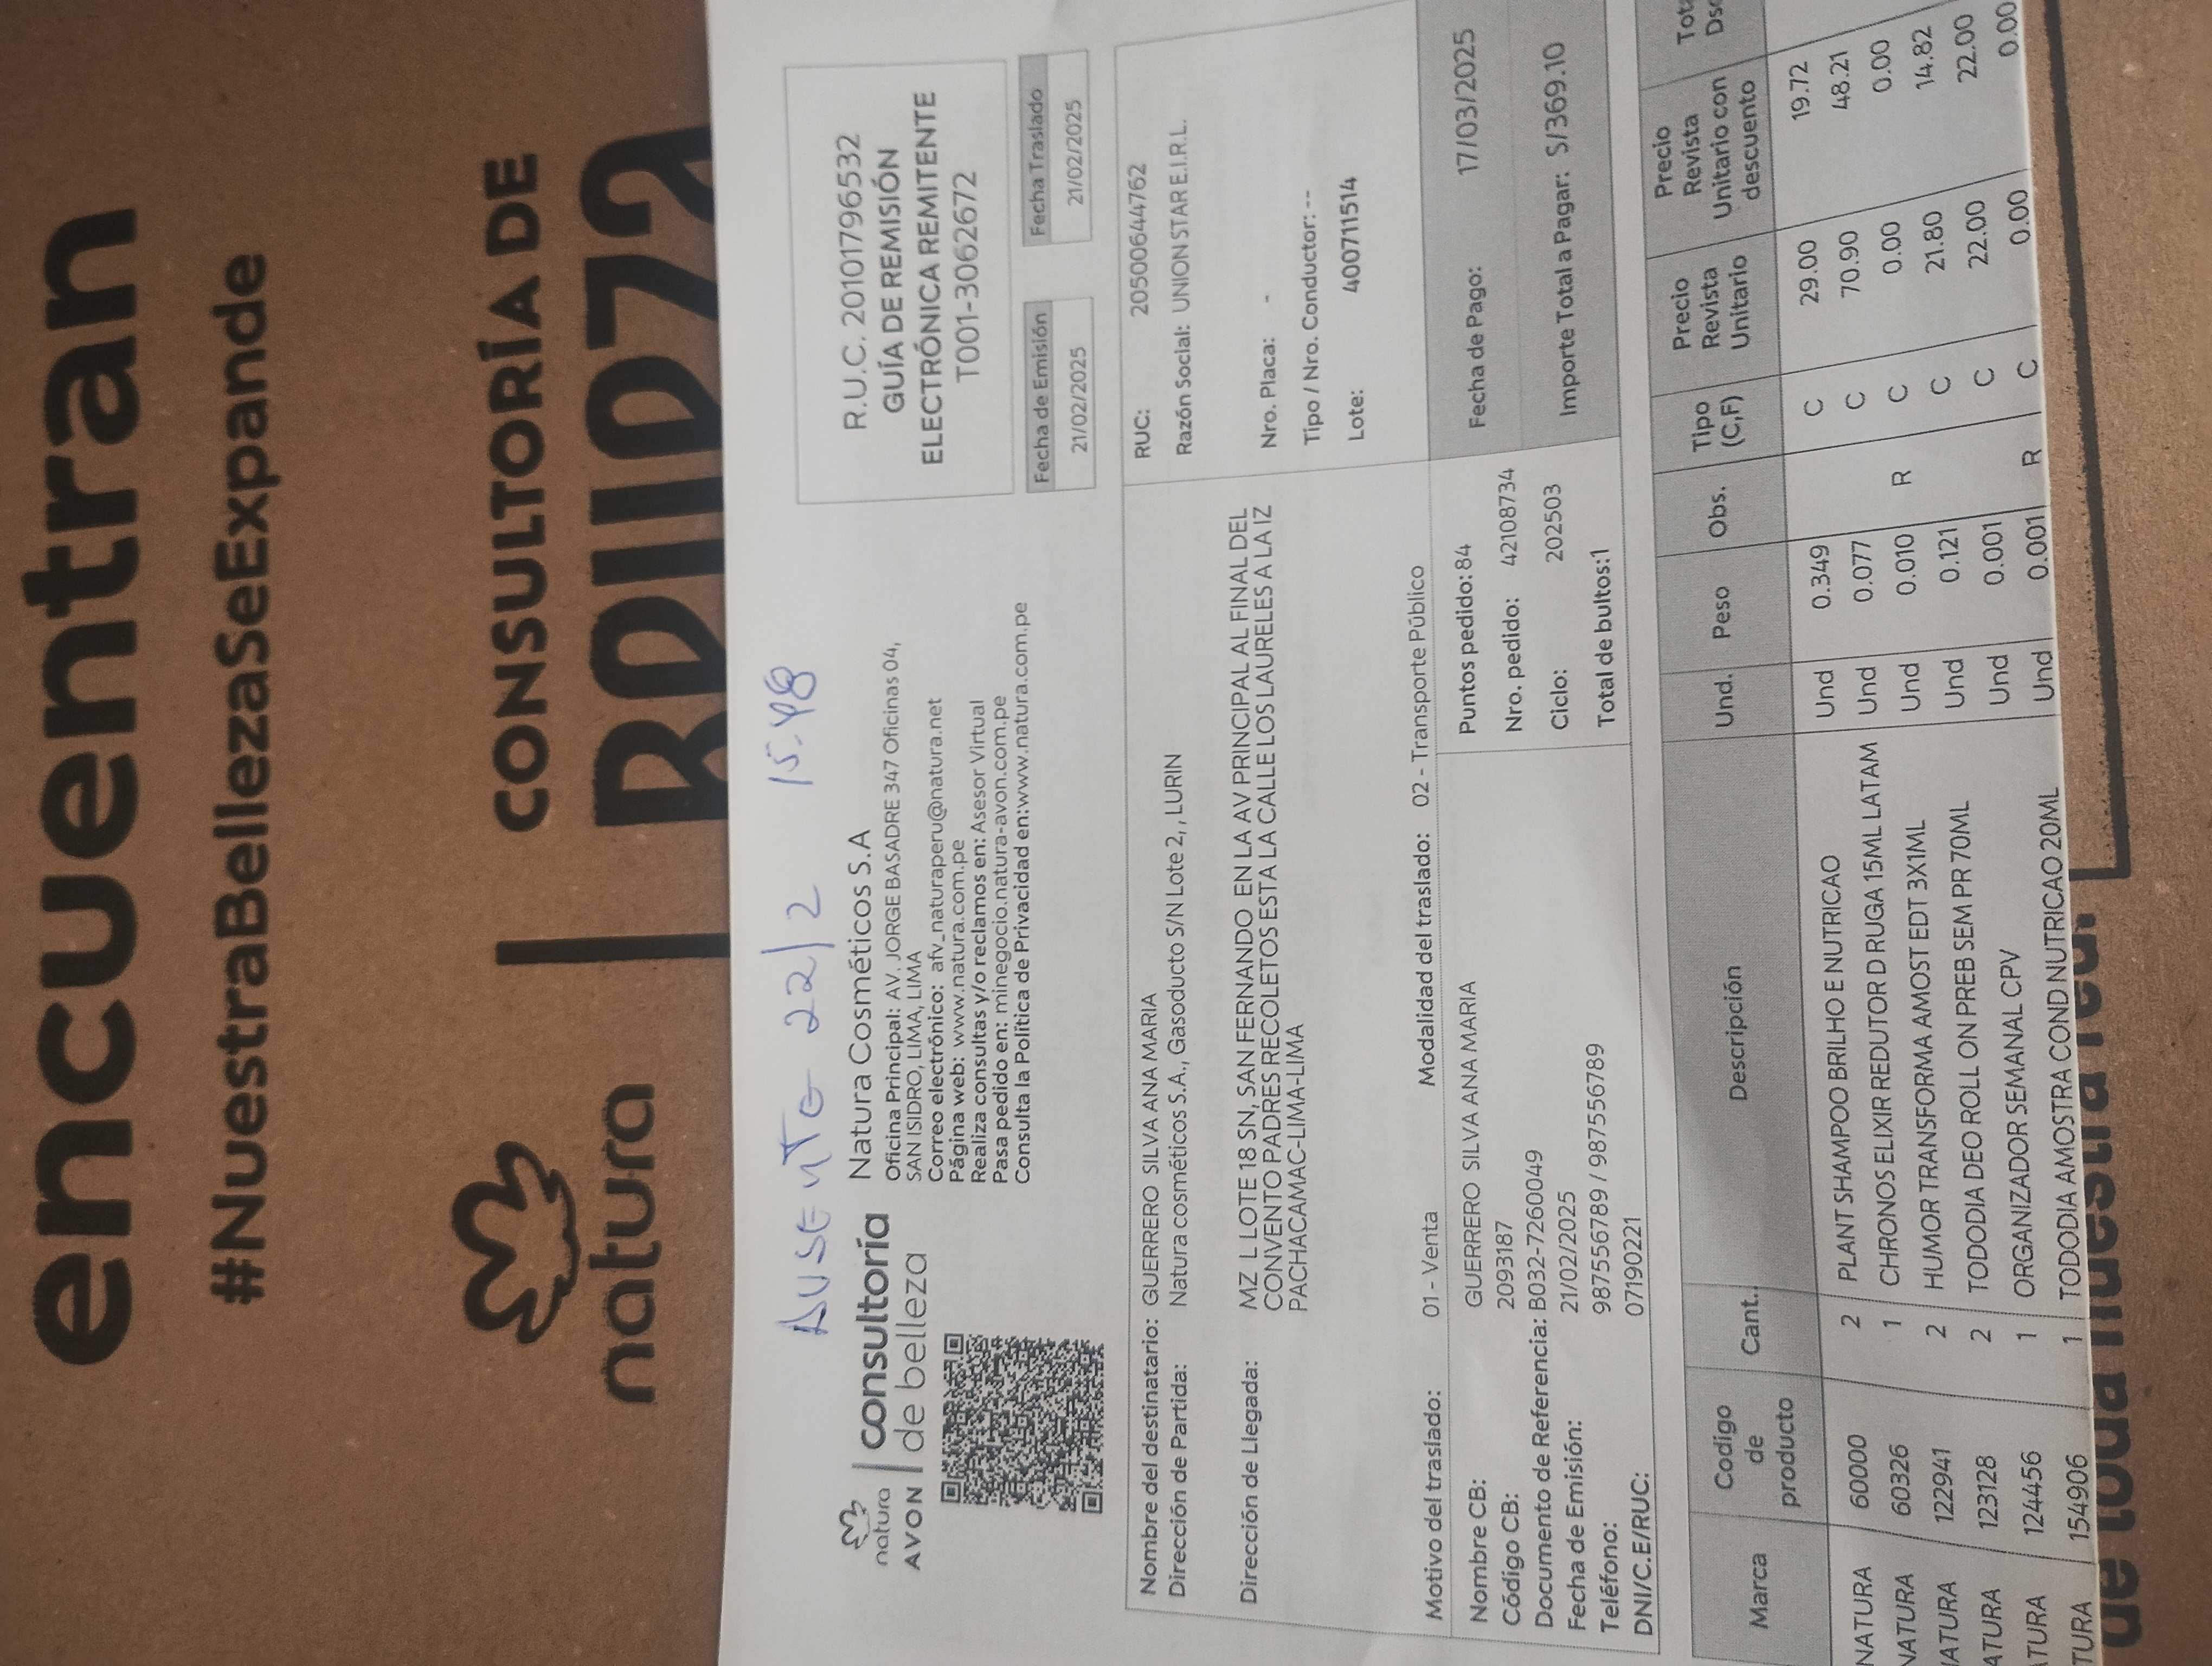 encuentran
#NuestraBellezaSeExpande
natura
CONSULTORÍA DE
AUSENTE 22/2 15:48
natura
AVON
consultoría
de belleza
Natura Cosméticos S.A
Oficina Principal: AV. JORGE BASADRE 347 Oficinas 04,
SAN ISIDRO, LIMA, LIMA
Correo electrónico: afv_naturaperu@natura.net
Página web: www.natura.com.pe
Realiza consultas y/o reclamos en: Asesor Virtual
Pasa pedido en: minegocio.natura-avon.com.pe
Consulta la Política de Privacidad en:www.natura.com.pe
R.U.C. 20101796532
GUÍA DE REMISIÓN
ELECTRÓNICA REMITENTE
T001-3062672
Fecha de Emisión Fecha Traslado
21/02/2025 21/02/2025
Nombre del destinatario: GUERRERO SILVA ANA MARIA
Dirección de Partida: Natura cosméticos S.A., Gasoducto S/N Lote 2, , LURIN
Dirección de Llegada: MZ L LOTE 18 SN, SAN FERNANDO EN LA AV PRINCIPAL AL FINAL DEL
CONVENTO PADRES RECOLETOS ESTA LA CALLE LOS LAURELES A LA IZ
PACHACAMAC-LIMA-LIMA
Motivo del traslado: 01 - Venta Modalidad del traslado: 02 - Transporte Público
RUC: 20500644762
Razón Social: UNION STAR E.I.R.L.
Nro. Placa: -
Tipo / Nro. Conductor: --
Lote: 400711514
Nombre CB: GUERRERO SILVA ANA MARIA
Código CB: 2093187
Documento de Referencia: B032-7260049
Fecha de Emisión: 21/02/2025
Teléfono: 987556789 / 987556789
DNI/C.E/RUC: 07190221
Puntos pedido: 84
Nro. pedido: 42108734
Ciclo: 202503
Total de bultos:1
Fecha de Pago: 17/03/2025
Importe Total a Pagar: S/369.10
Marca Codigo de producto Cant. Descripción Und. Peso Obs. Tipo (C,F) Precio Revista Unitario Precio Revista Unitario con descuento
NATURA 60000 2 PLANT SHAMPOO BRILHO E NUTRICAO Und 0.349 C 29.00 19.72
NATURA 60326 1 CHRONOS ELIXIR REDUTOR D RUGA 15ML LATAM Und 0.077 C 70.90 48.21
NATURA 122941 2 HUMOR TRANSFORMA AMOST EDT 3X1ML Und 0.010 R C 0.00 0.00
ATURA 123128 2 TODODIA DEO ROLL ON PREB SEM PR 70ML Und 0.121 C 21.80 14.82
ATURA 124456 1 ORGANIZADOR SEMANAL CPV Und 0.001 C 22.00 22.00
TURA 154906 1 TODODIA AMOSTRA COND NUTRICAO 20ML Und 0.001 R C 0.00 0.00
de toda nuestra red.